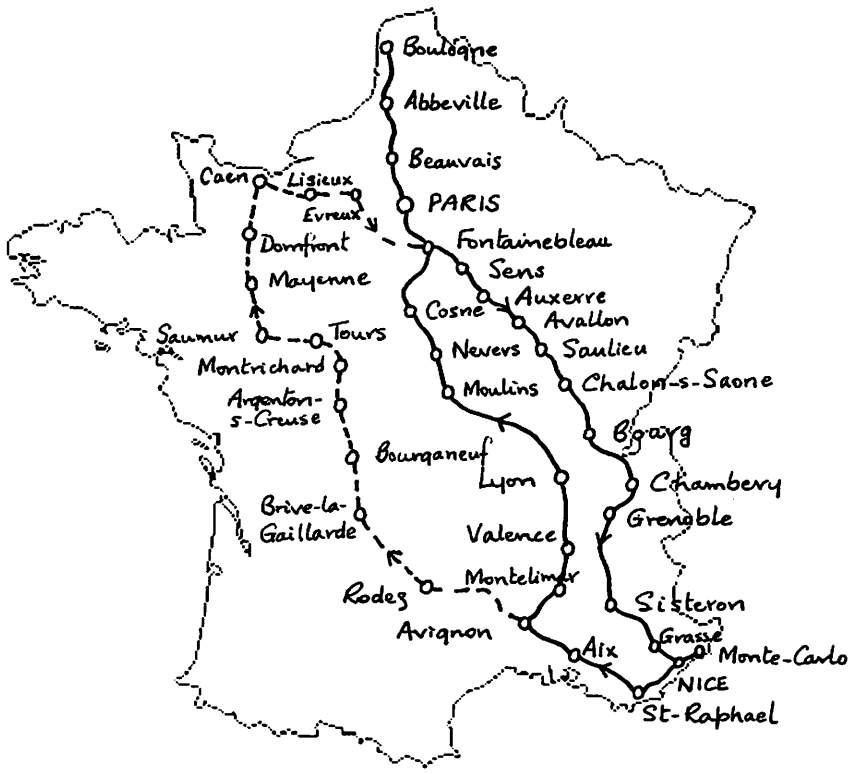 Boulogne
Abbeville
Beauvais
Caen
Lisieux
Evreux
PARIS
Fontainebleau
Domfront
Sens
Mayenne
Auxerre
Cosne
Avallon
Saumur
Tours
Nevers
Saulieu
Montrichard
Moulins
Chalon-s-Saone
Argenton-
s-Creuse
Bourg
Bourganeuf
Lyon
Chambery
Brive-la-
Gaillarde
Grenoble
Valence
Montelimar
Rodez
Sisteron
Avignon
Grasse
Aix
Monte-Carlo
NICE
St-Raphael